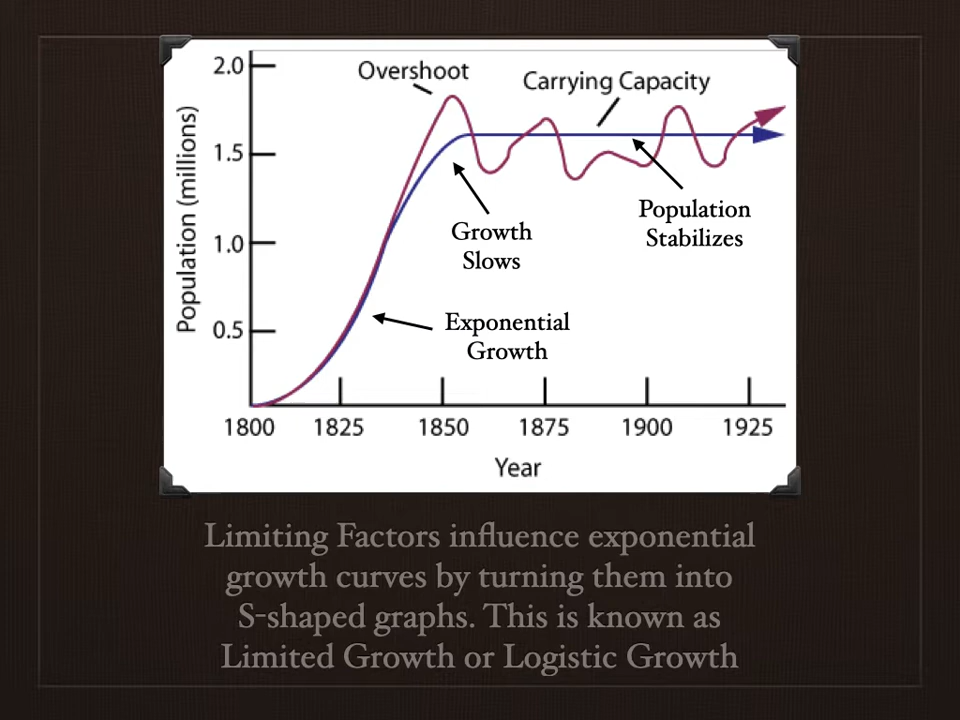 2.0
1.5
1.0
0.5
Population (millions)
Overshoot
Carrying Capacity
Growth
Slows
Population
Stabilizes
Exponential
Growth
1800 1825 1850 1875 1900 1925
Year
Limiting Factors influence exponential
growth curves by turning them into
S-shaped graphs. This is known as
Limited Growth or Logistic Growth